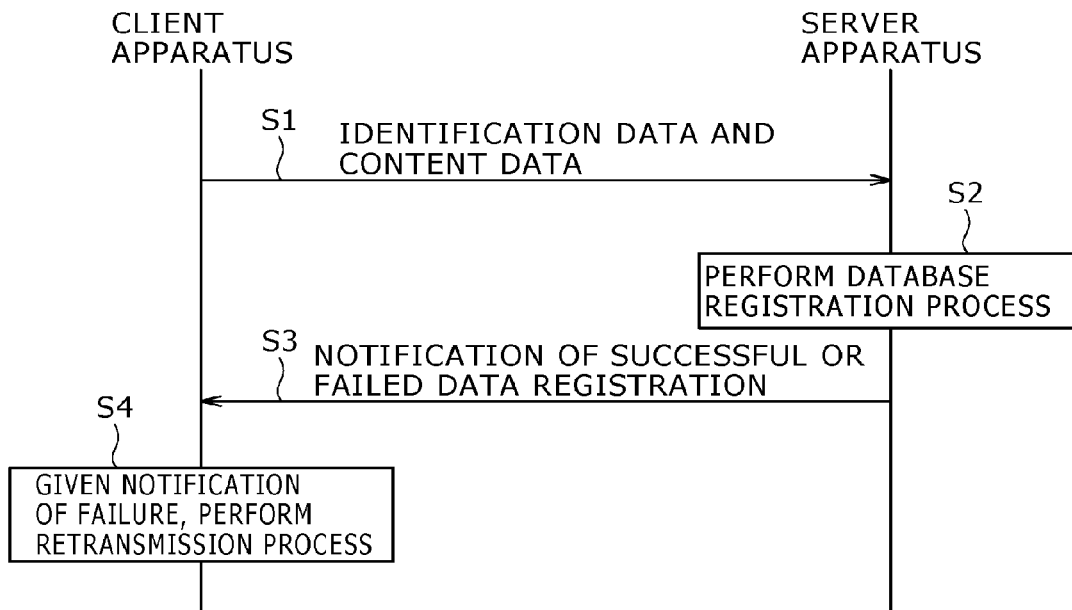 CLIENT
APPARATUS
SERVER
APPARATUS
S1
IDENTIFICATION DATA AND
CONTENT DATA
S2
PERFORM DATABASE
REGISTRATION PROCESS
S3
NOTIFICATION OF SUCCESSFUL OR
FAILED DATA REGISTRATION
S4
GIVEN NOTIFICATION
OF FAILURE, PERFORM
RETRANSMISSION PROCESS